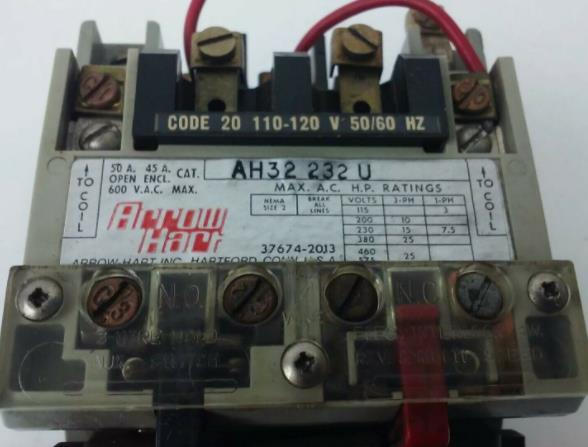 CODE 20 110-120 V 50/60 HZ
TO COIL
50 A. 45 A. CAT. AH32 232 U
OPEN ENCL.
600 V.A.C. MAX.
MAX. A.C. H.P. RATINGS
NEMA SIZE 2
BREAK ALL LINES
VOLTS 3-PH 1-PH
115 3
200 10
230 15 7.5
380 25
460 25
Arrow
Hart
37674-20J3
ARROW-HART INC. HARTFORD, CONN. U.S.A.
TO COIL
N.O. N.O.